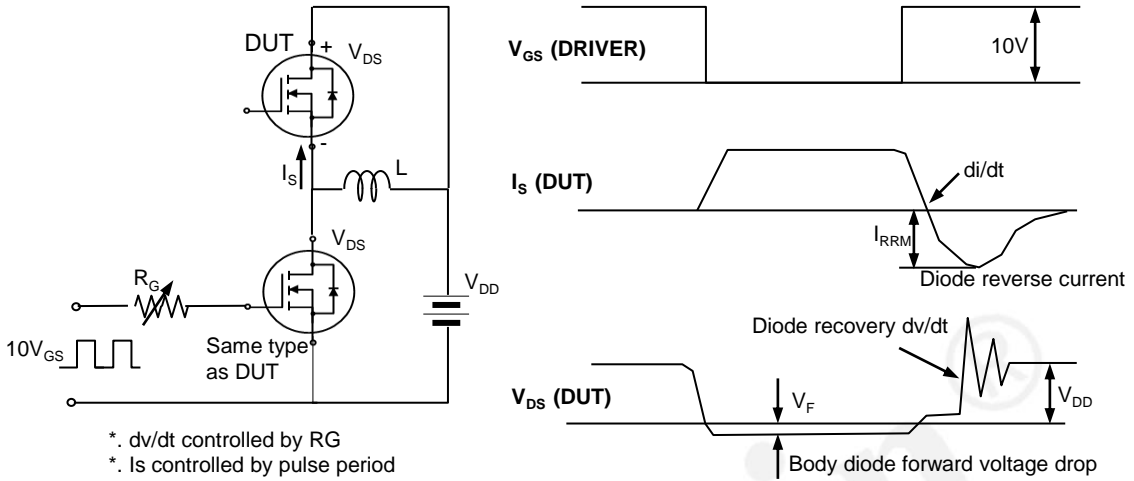 DUT
+
V_DS
-
I_S
L
V_DS
R_G
V_DD
10V_GS
Same type
as DUT
*. dv/dt controlled by RG
*. Is controlled by pulse period
V_GS (DRIVER)
10V
I_S (DUT)
di/dt
I_RRM
Diode reverse current
Diode recovery dv/dt
V_DS (DUT)
V_F
V_DD
Body diode forward voltage drop
®